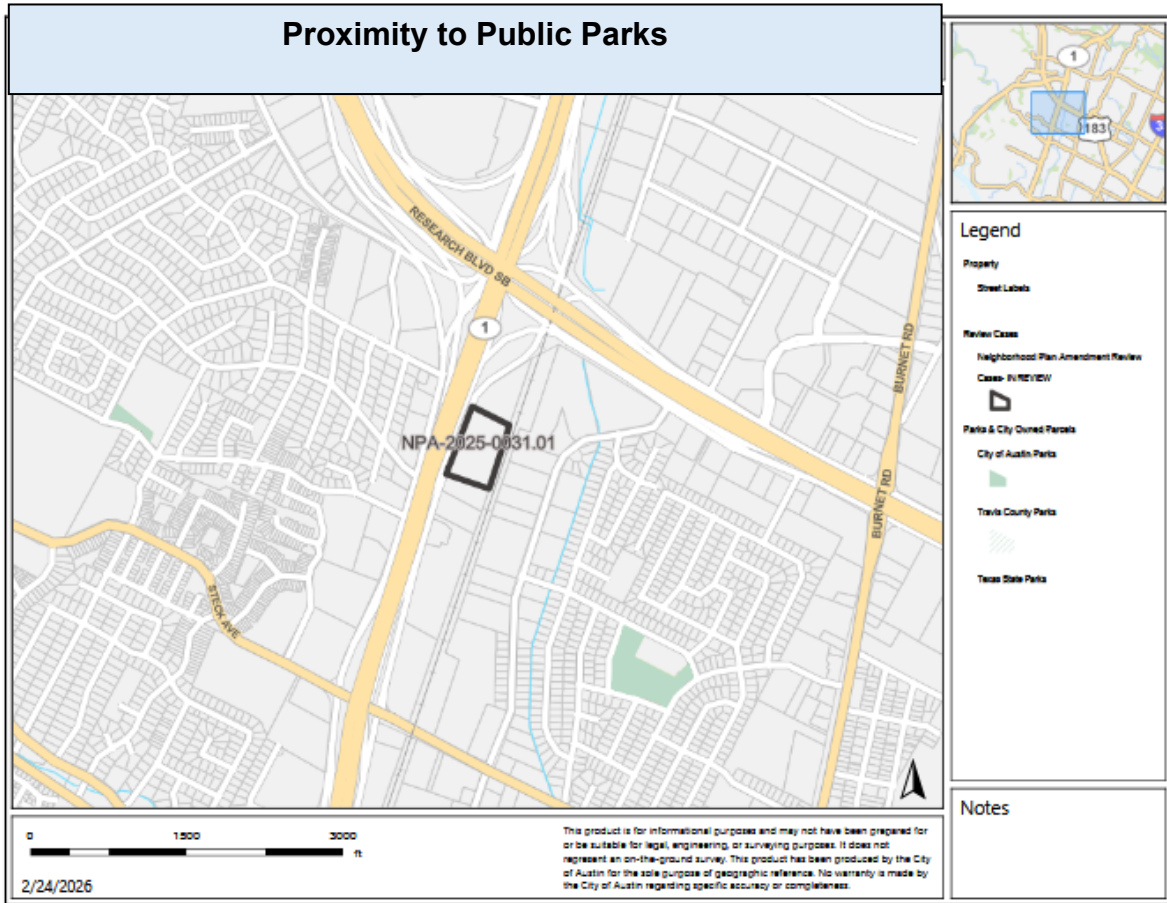 Proximity to Public Parks
RESEARCH BLVD SB
1
NPA-2025-0031.01
BURNET RD
BURNET RD
STECK AVE
1
183
3
Legend
Property
Street Labels
Review Cases
Neighborhood Plan Amendment Review
Cases- IN REVIEW
Parks & City Owned Parcels
City of Austin Parks
Travis County Parks
Texas State Parks
Notes
0 1500 3000
ft
2/24/2026
This product is for informational purposes and may not have been prepared for
or be suitable for legal, engineering, or surveying purposes. It does not
represent an on-the-ground survey. This product has been produced by the City
of Austin for the sole purpose of geographic reference. No warranty is made by
the City of Austin regarding specific accuracy or completeness.